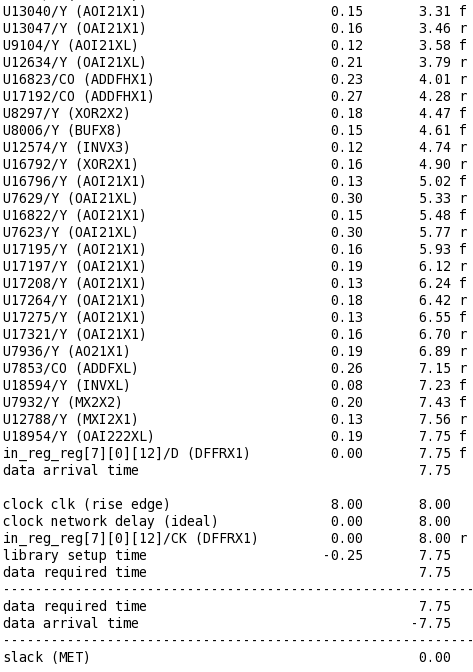 U13040/Y (AOI21X1) 0.15 3.31 f
U13047/Y (OAI21X1) 0.16 3.46 r
U9104/Y (AOI21XL) 0.12 3.58 f
U12634/Y (OAI21XL) 0.21 3.79 r
U16823/CO (ADDFHX1) 0.23 4.01 r
U17192/CO (ADDFHX1) 0.27 4.28 r
U8297/Y (XOR2X2) 0.18 4.47 f
U8006/Y (BUFX8) 0.15 4.61 f
U12574/Y (INVX3) 0.12 4.74 r
U16792/Y (XOR2X1) 0.16 4.90 r
U16796/Y (AOI21X1) 0.13 5.02 f
U7629/Y (OAI21XL) 0.30 5.33 r
U16822/Y (AOI21X1) 0.15 5.48 f
U7623/Y (OAI21XL) 0.30 5.77 r
U17195/Y (AOI21X1) 0.16 5.93 f
U17197/Y (OAI21X1) 0.19 6.12 r
U17208/Y (AOI21X1) 0.13 6.24 f
U17264/Y (OAI21X1) 0.18 6.42 r
U17275/Y (AOI21X1) 0.13 6.55 f
U17321/Y (OAI21X1) 0.16 6.70 r
U7936/Y (AO21X1) 0.19 6.89 r
U7853/CO (ADDFXL) 0.26 7.15 r
U18594/Y (INVXL) 0.08 7.23 f
U7932/Y (MX2X2) 0.20 7.43 f
U12788/Y (MXI2X1) 0.13 7.56 r
U18954/Y (OAI222XL) 0.19 7.75 f
in_reg_reg[7][0][12]/D (DFFRX1) 0.00 7.75 f
data arrival time 7.75
clock clk (rise edge) 8.00 8.00
clock network delay (ideal) 0.00 8.00
in_reg_reg[7][0][12]/CK (DFFRX1) 0.00 8.00 r
library setup time -0.25 7.75
data required time 7.75
-----------------------------------------------------------
data required time 7.75
data arrival time -7.75
-----------------------------------------------------------
slack (MET) 0.00